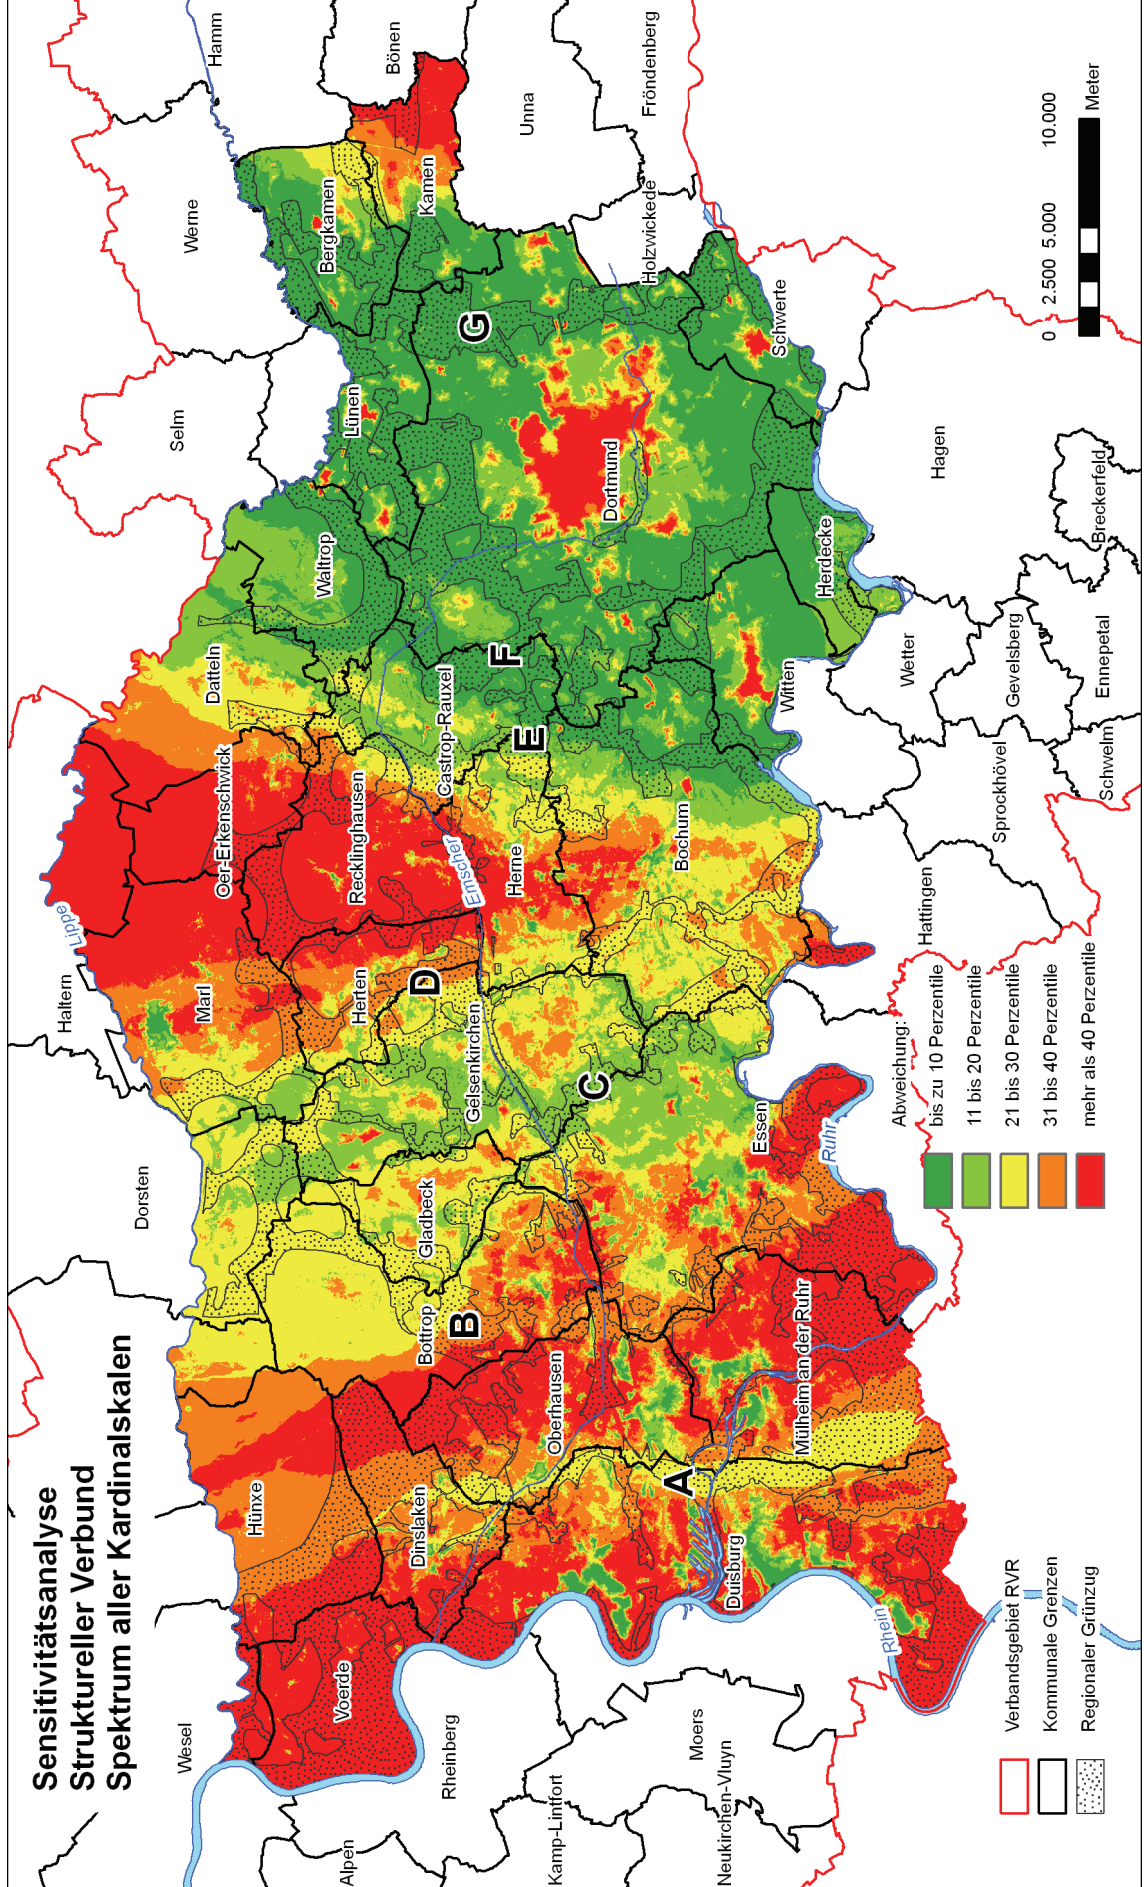 Sensitivitätsanalyse
Struktureller Verbund
Spektrum aller Kardinalskalen
Wesel
Hünxe
Voerde
Dinslaken
Rheinberg
Alpen
Kamp-Lintfort
Moers
Neukirchen-Vluyn
Duisburg
Rhein
Oberhausen
Mülheim an der Ruhr
Bottrop
Gladbeck
Dorsten
Gelsenkirchen
Essen
Ruhr
Haltern
Lippe
Marl
Herten
Recklinghausen
Oer-Erkenschwick
Emscher
Herne
Bochum
Castrop-Rauxel
Datteln
Waltrop
Witten
Hattingen
Sprockhövel
Schwelm
Wetter
Gevelsberg
Ennepetal
Herdecke
Breckerfeld
Hagen
Dortmund
Lünen
Selm
Werne
Hamm
Bergkamen
Kamen
Bönen
Unna
Fröndenberg
Holzwickede
Schwerte
A
B
C
D
E
F
G
Verbandsgebiet RVR
Kommunale Grenzen
Regionaler Grünzug
Abweichung:
bis zu 10 Perzentile
11 bis 20 Perzentile
21 bis 30 Perzentile
31 bis 40 Perzentile
mehr als 40 Perzentile
0 2.500 5.000 10.000
Meter